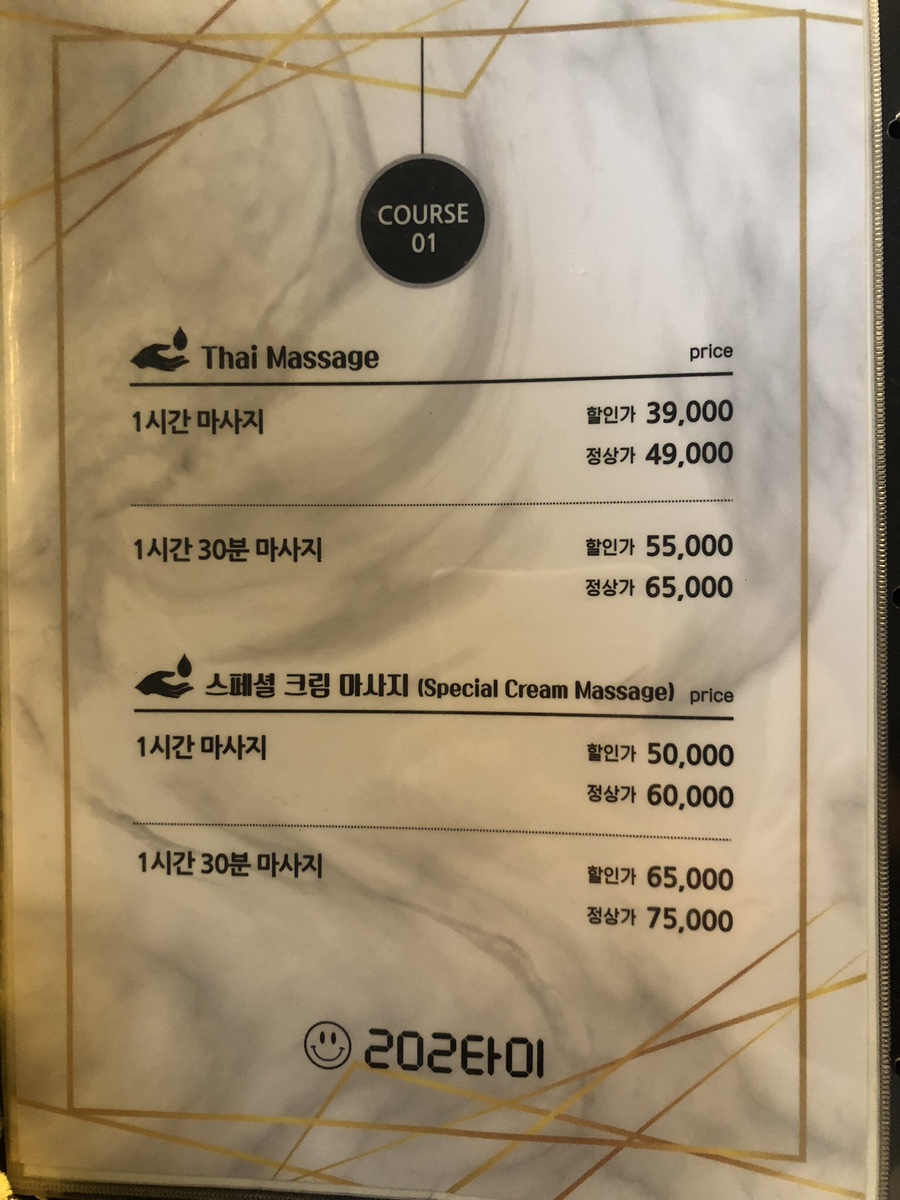 COURSE
01
Thai Massage price
1시간 마사지 할인가 39,000
정상가 49,000
1시간 30분 마사지 할인가 55,000
정상가 65,000
스페셜 크림 마사지 (Special Cream Massage) price
1시간 마사지 할인가 50,000
정상가 60,000
1시간 30분 마사지 할인가 65,000
정상가 75,000
202타이